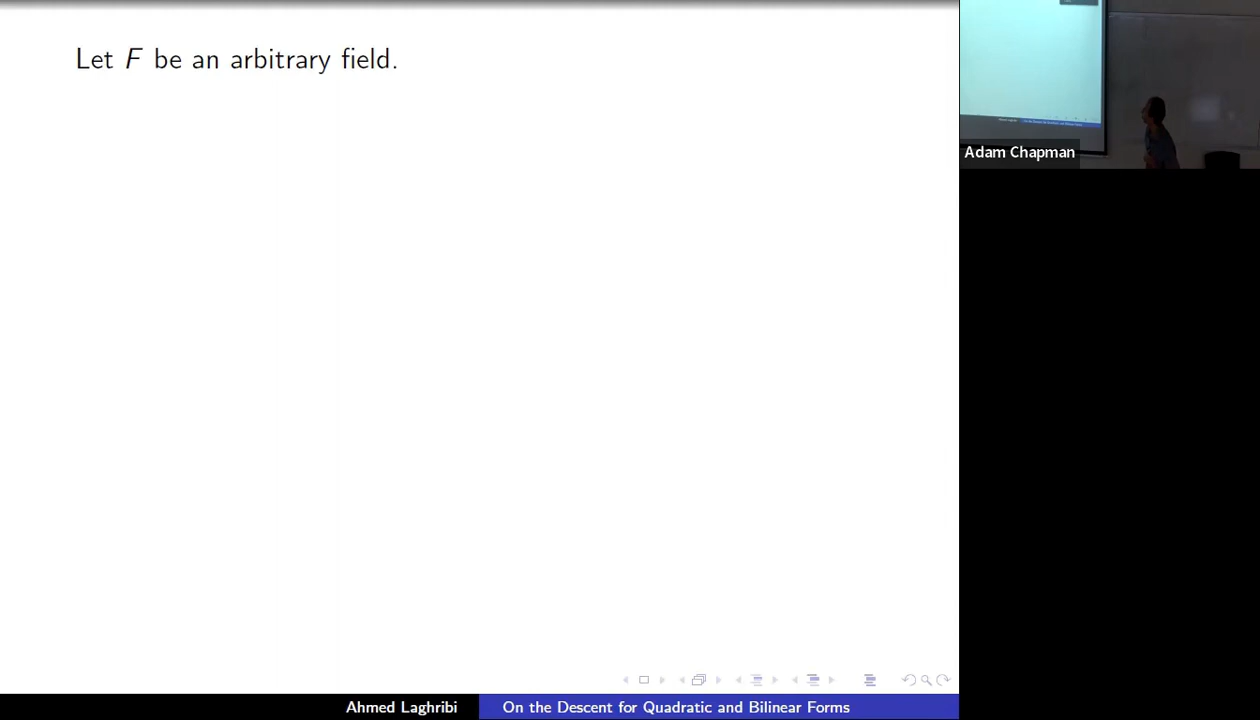 Let F be an arbitrary field.
Adam Chapman
Ahmed Laghribi On the Descent for Quadratic and Bilinear Forms